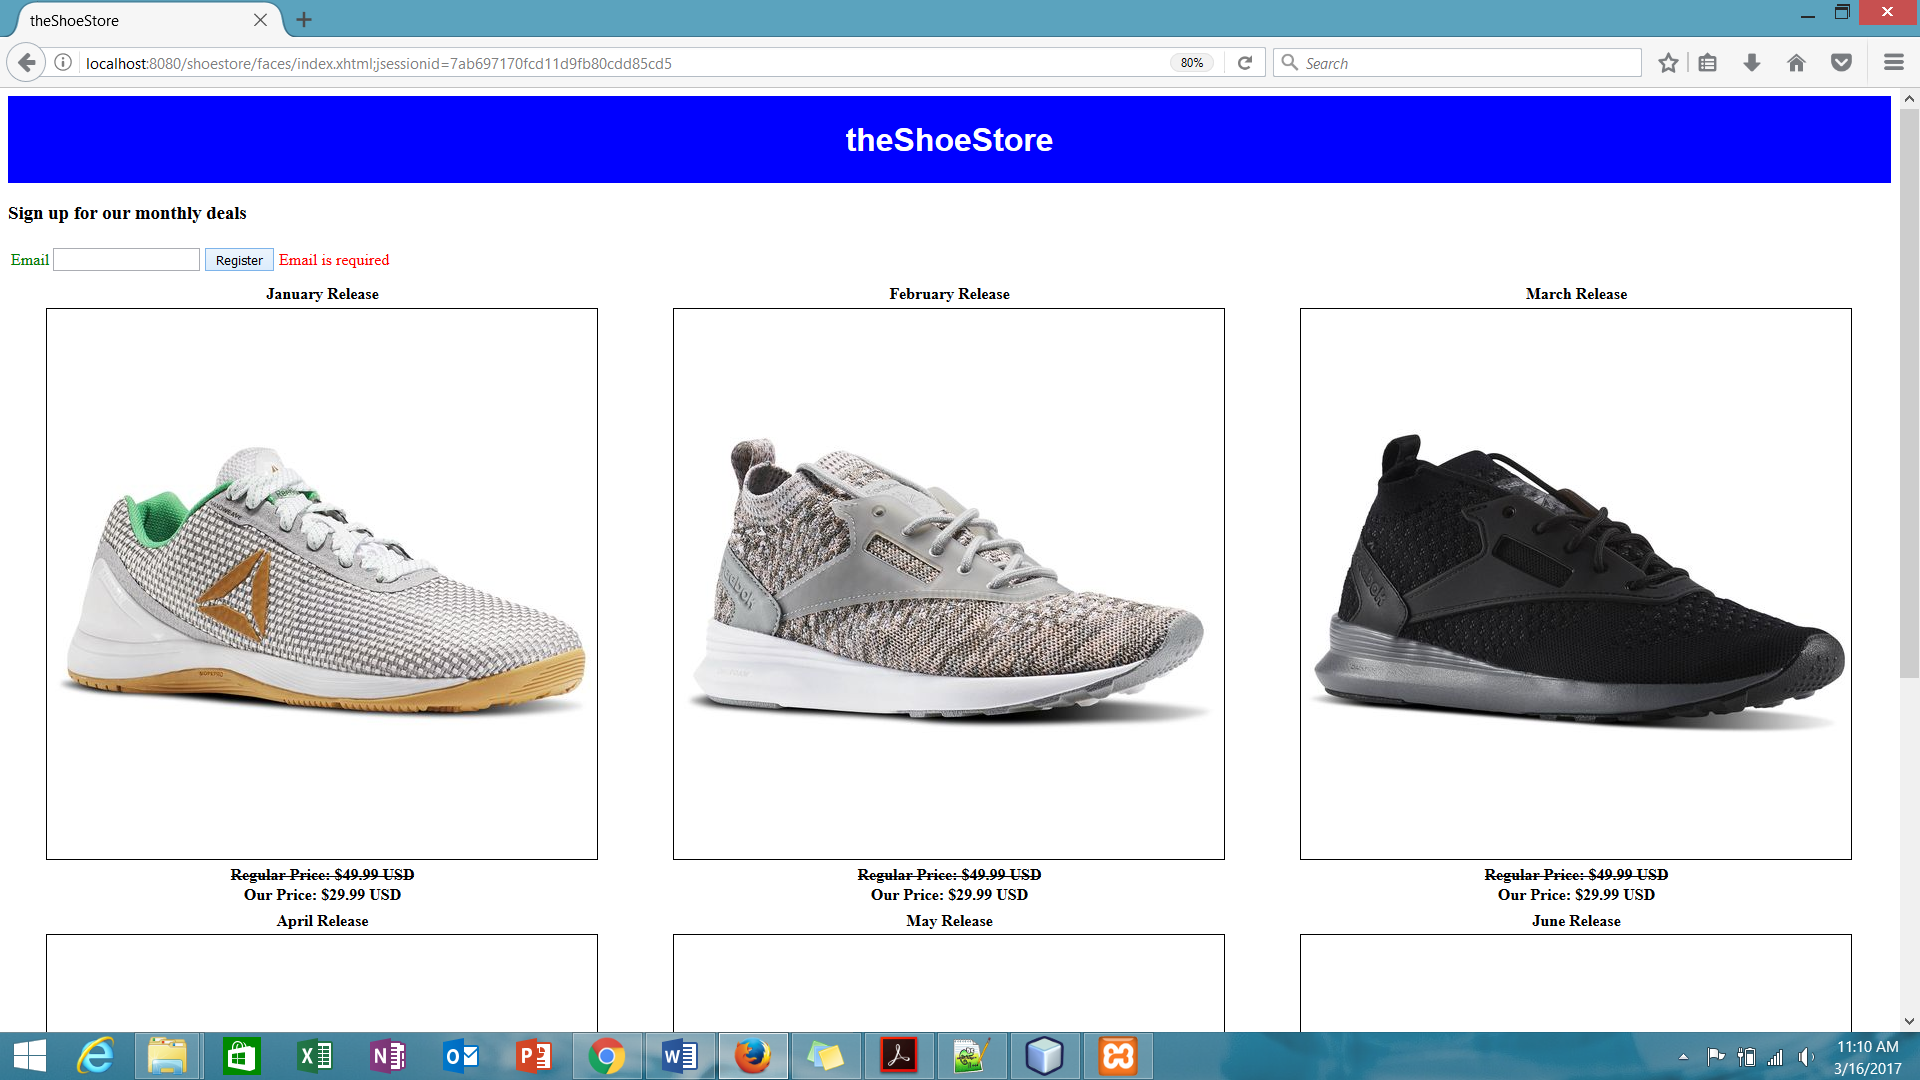 theShoeStore
localhost:8080/shoestore/faces/index.xhtml;jsessionid=7ab697170fcd11d9fb80cdd85cd5
80%
Search
theShoeStore
Sign up for our monthly deals
Email Register Email is required
January Release February Release March Release
Reebok
Reebok
Regular Price: $49.99 USD Regular Price: $49.99 USD Regular Price: $49.99 USD
Our Price: $29.99 USD Our Price: $29.99 USD Our Price: $29.99 USD
April Release May Release June Release
11:10 AM
3/16/2017